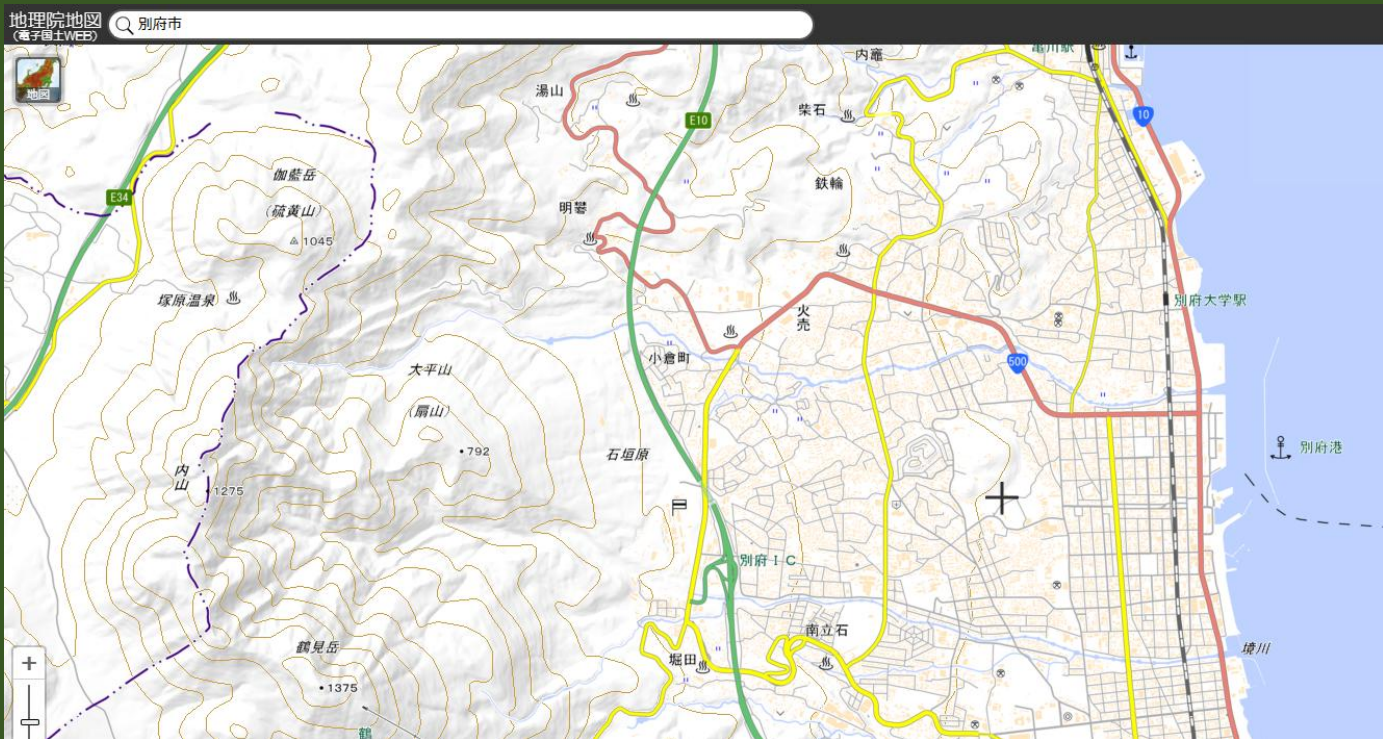 地理院地図
(電子国土WEB)
別府市
地図
内竈
亀川駅
湯山
柴石
E10
10
伽藍岳
鉄輪
E34
(硫黄山)
明礬
1045
塚原温泉
別府大学駅
火売
小倉町
500
大平山
(扇山)
792
石垣原
別府港
内山
1275
別府IC
南立石
鶴見岳
堀田
境川
1375
鶴